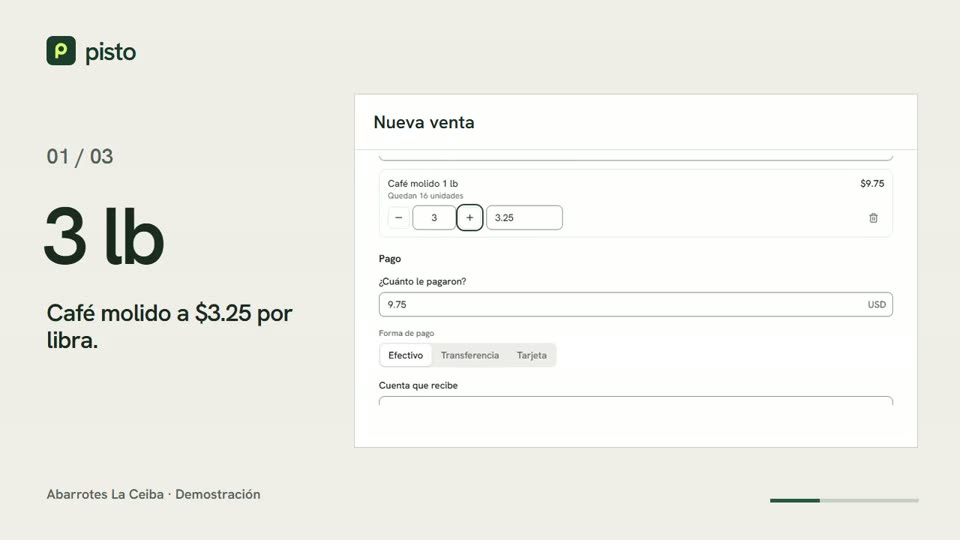 pisto
01 / 03
3 lb
Café molido a $3.25 por
libra.
Nueva venta
Café molido 1 lb
$9.75
Quedan 16 unidades
− 3 + 3.25
Pago
¿Cuánto le pagaron?
9.75 USD
Forma de pago
Efectivo Transferencia Tarjeta
Cuenta que recibe
Abarrotes La Ceiba · Demostración